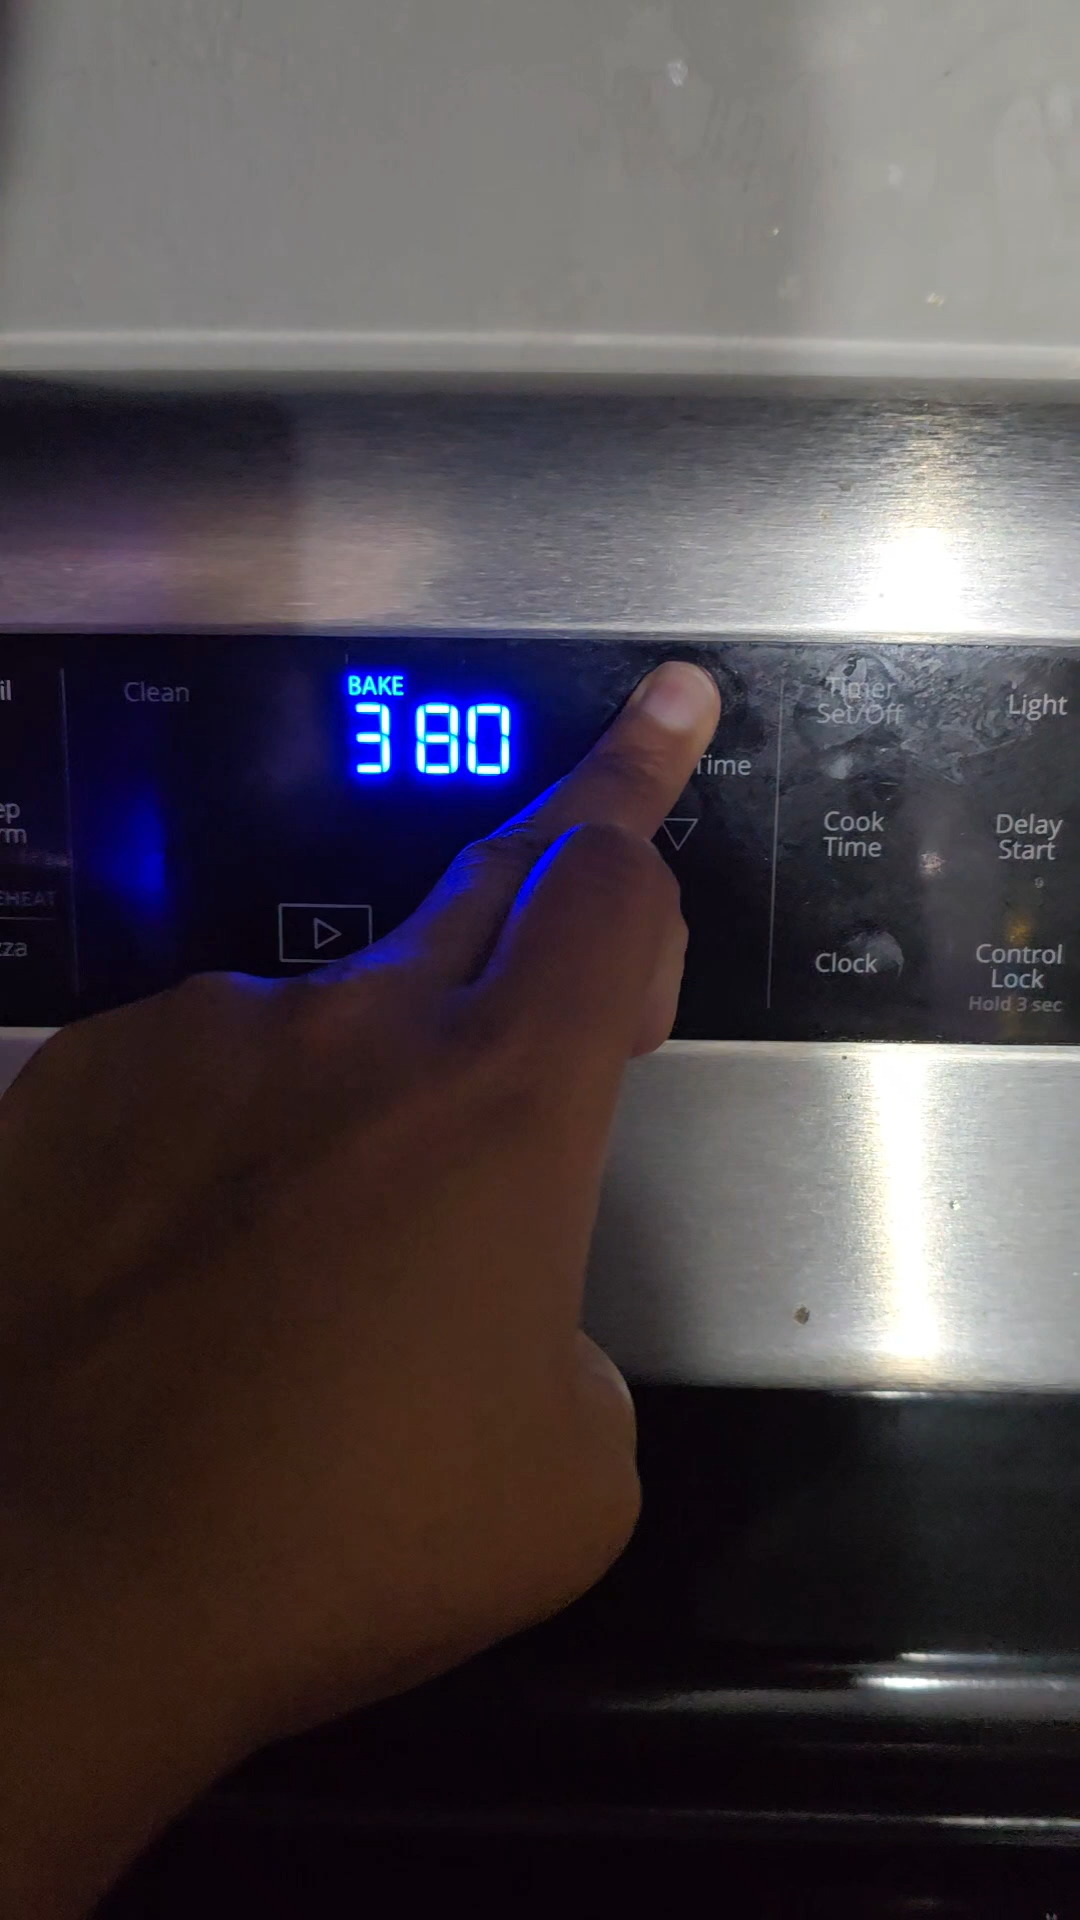 Clean
BAKE
380
Time
Timer
Set/Off
Light
Cook
Time
Delay
Start
Clock
Control
Lock
Hold 3 sec